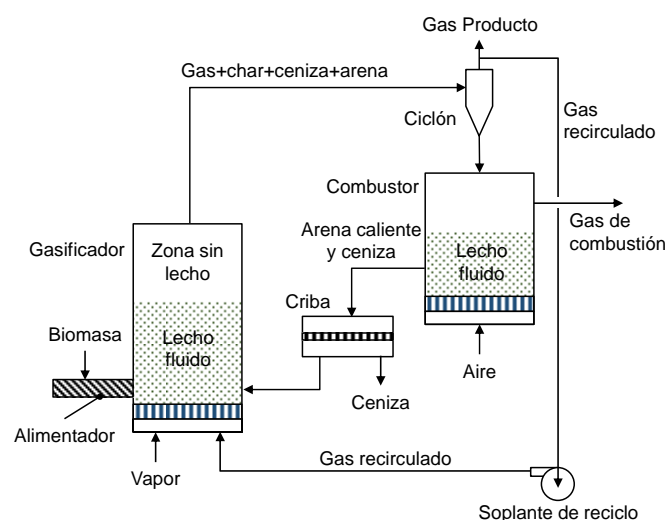 Gas Producto
Gas+char+ceniza+arena
Ciclón
Gas
recirculado
Combustor
Gas de
combustión
Arena caliente
y ceniza
Lecho
fluido
Gasificador
Zona sin
lecho
Criba
Biomasa
Lecho
fluido
Aire
Ceniza
Alimentador
Vapor
Gas recirculado
Soplante de reciclo